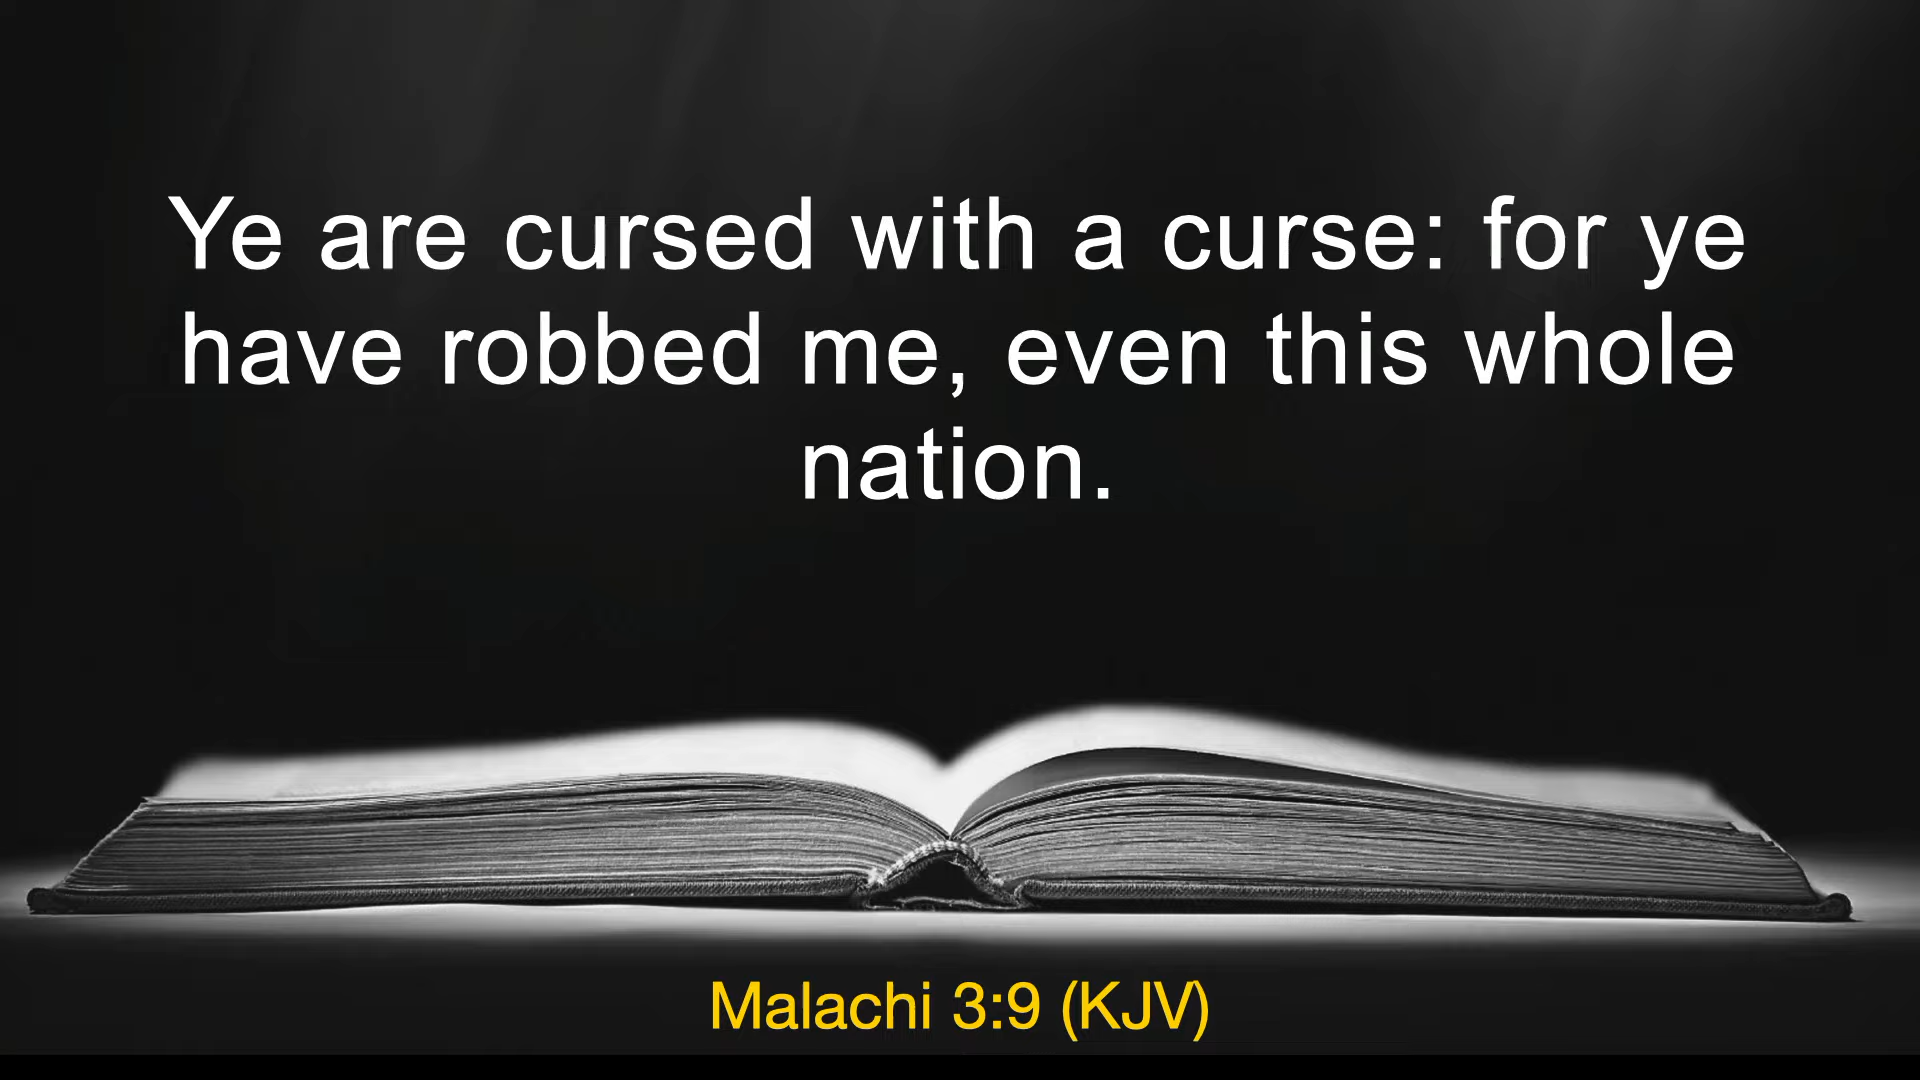 Ye are cursed with a curse: for ye
have robbed me, even this whole
nation.
Malachi 3:9 (KJV)